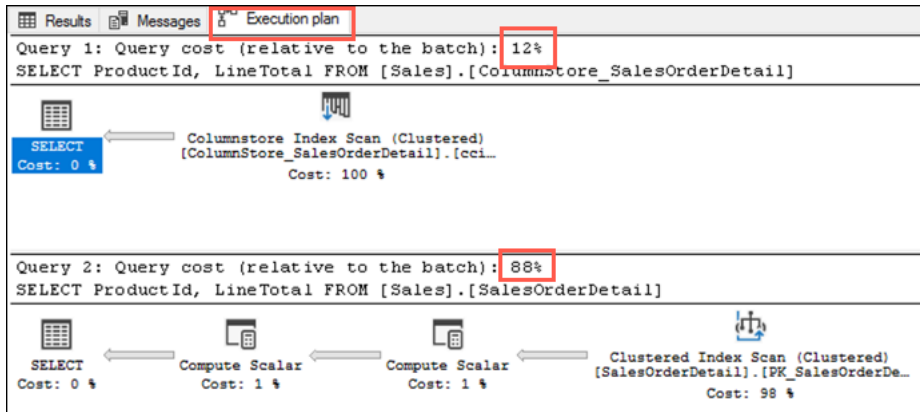 Results Messages Execution plan
Query 1: Query cost (relative to the batch): 12%
SELECT ProductId, LineTotal FROM [Sales].[ColumnStore_SalesOrderDetail]
SELECT
Cost: 0 %
Columnstore Index Scan (Clustered)
[ColumnStore_SalesOrderDetail].[cci…
Cost: 100 %
Query 2: Query cost (relative to the batch): 88%
SELECT ProductId, LineTotal FROM [Sales].[SalesOrderDetail]
SELECT
Cost: 0 %
Compute Scalar
Cost: 1 %
Compute Scalar
Cost: 1 %
Clustered Index Scan (Clustered)
[SalesOrderDetail].[PK_SalesOrderDe…
Cost: 98 %